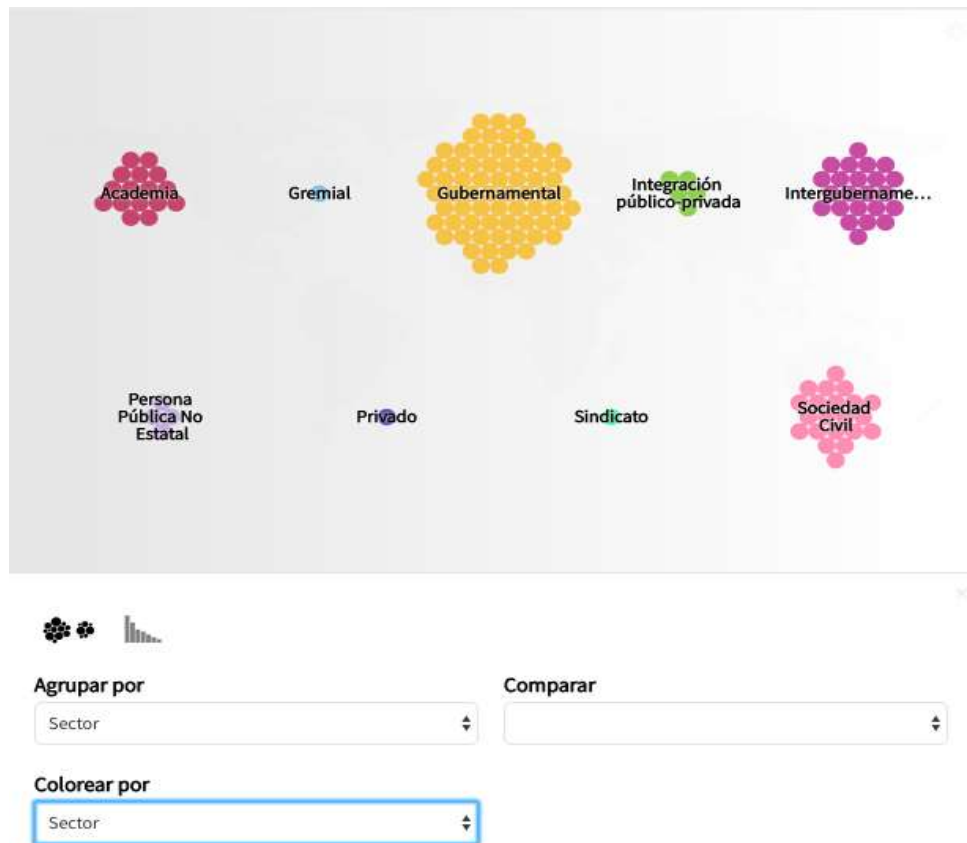 Academia
Gremial
Gubernamental
Integración
público-privada
Intergubername...
Persona
Pública No
Estatal
Privado
Sindicato
Sociedad
Civil
Agrupar por
Comparar
Sector
Colorear por
Sector